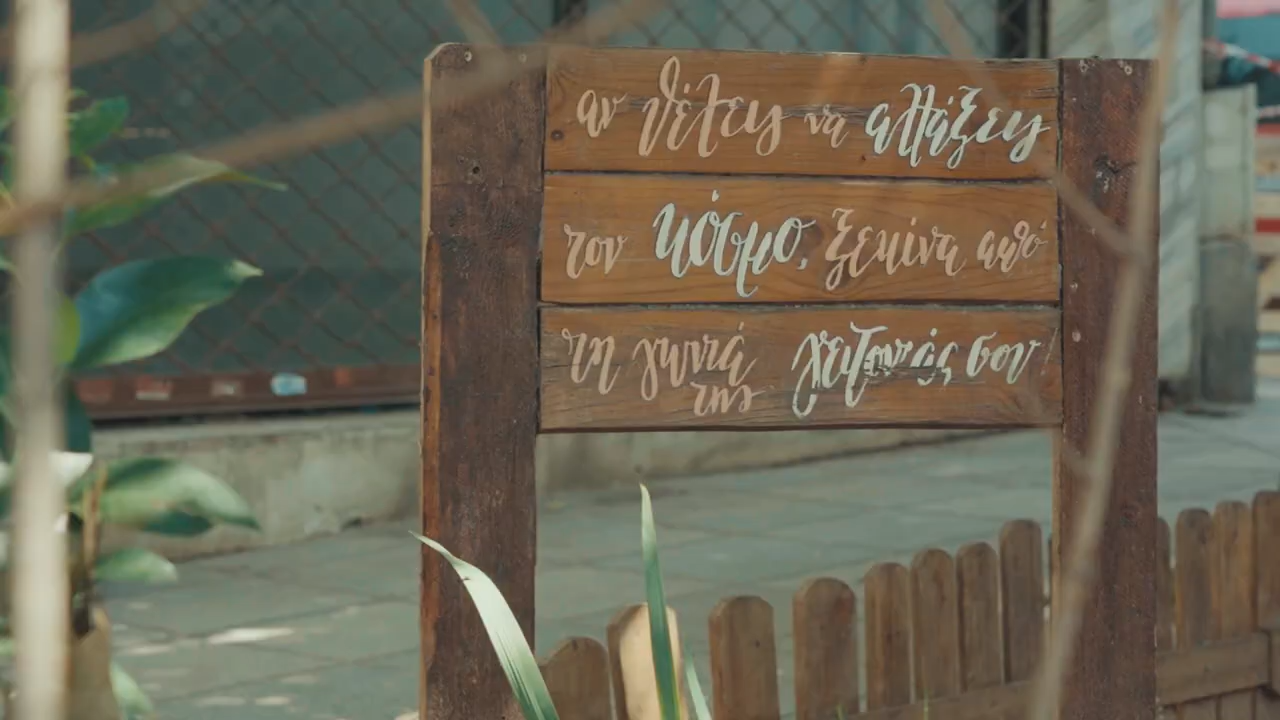 αν θέλεις να αλλάξεις
τον κόσμο, ξεκίνα από
τη γωνιά της γειτονιάς σου